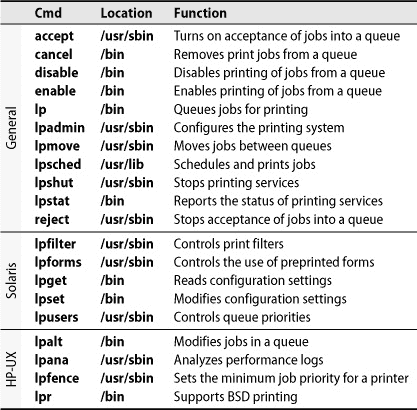 Cmd Location Function
General
accept /usr/sbin Turns on acceptance of jobs into a queue
cancel /bin Removes print jobs from a queue
disable /bin Disables printing of jobs from a queue
enable /bin Enables printing of jobs from a queue
lp /bin Queues jobs for printing
lpadmin /usr/sbin Configures the printing system
lpmove /usr/sbin Moves jobs between queues
lpsched /usr/lib Schedules and prints jobs
lpshut /usr/sbin Stops printing services
lpstat /bin Reports the status of printing services
reject /usr/sbin Stops acceptance of jobs into a queue
Solaris
lpfilter /usr/sbin Controls print filters
lpforms /usr/sbin Controls the use of preprinted forms
lpget /bin Reads configuration settings
lpset /bin Modifies configuration settings
lpusers /usr/sbin Controls queue priorities
HP-UX
lpalt /bin Modifies jobs in a queue
lpana /usr/sbin Analyzes performance logs
lpfence /usr/sbin Sets the minimum job priority for a printer
lpr /bin Supports BSD printing